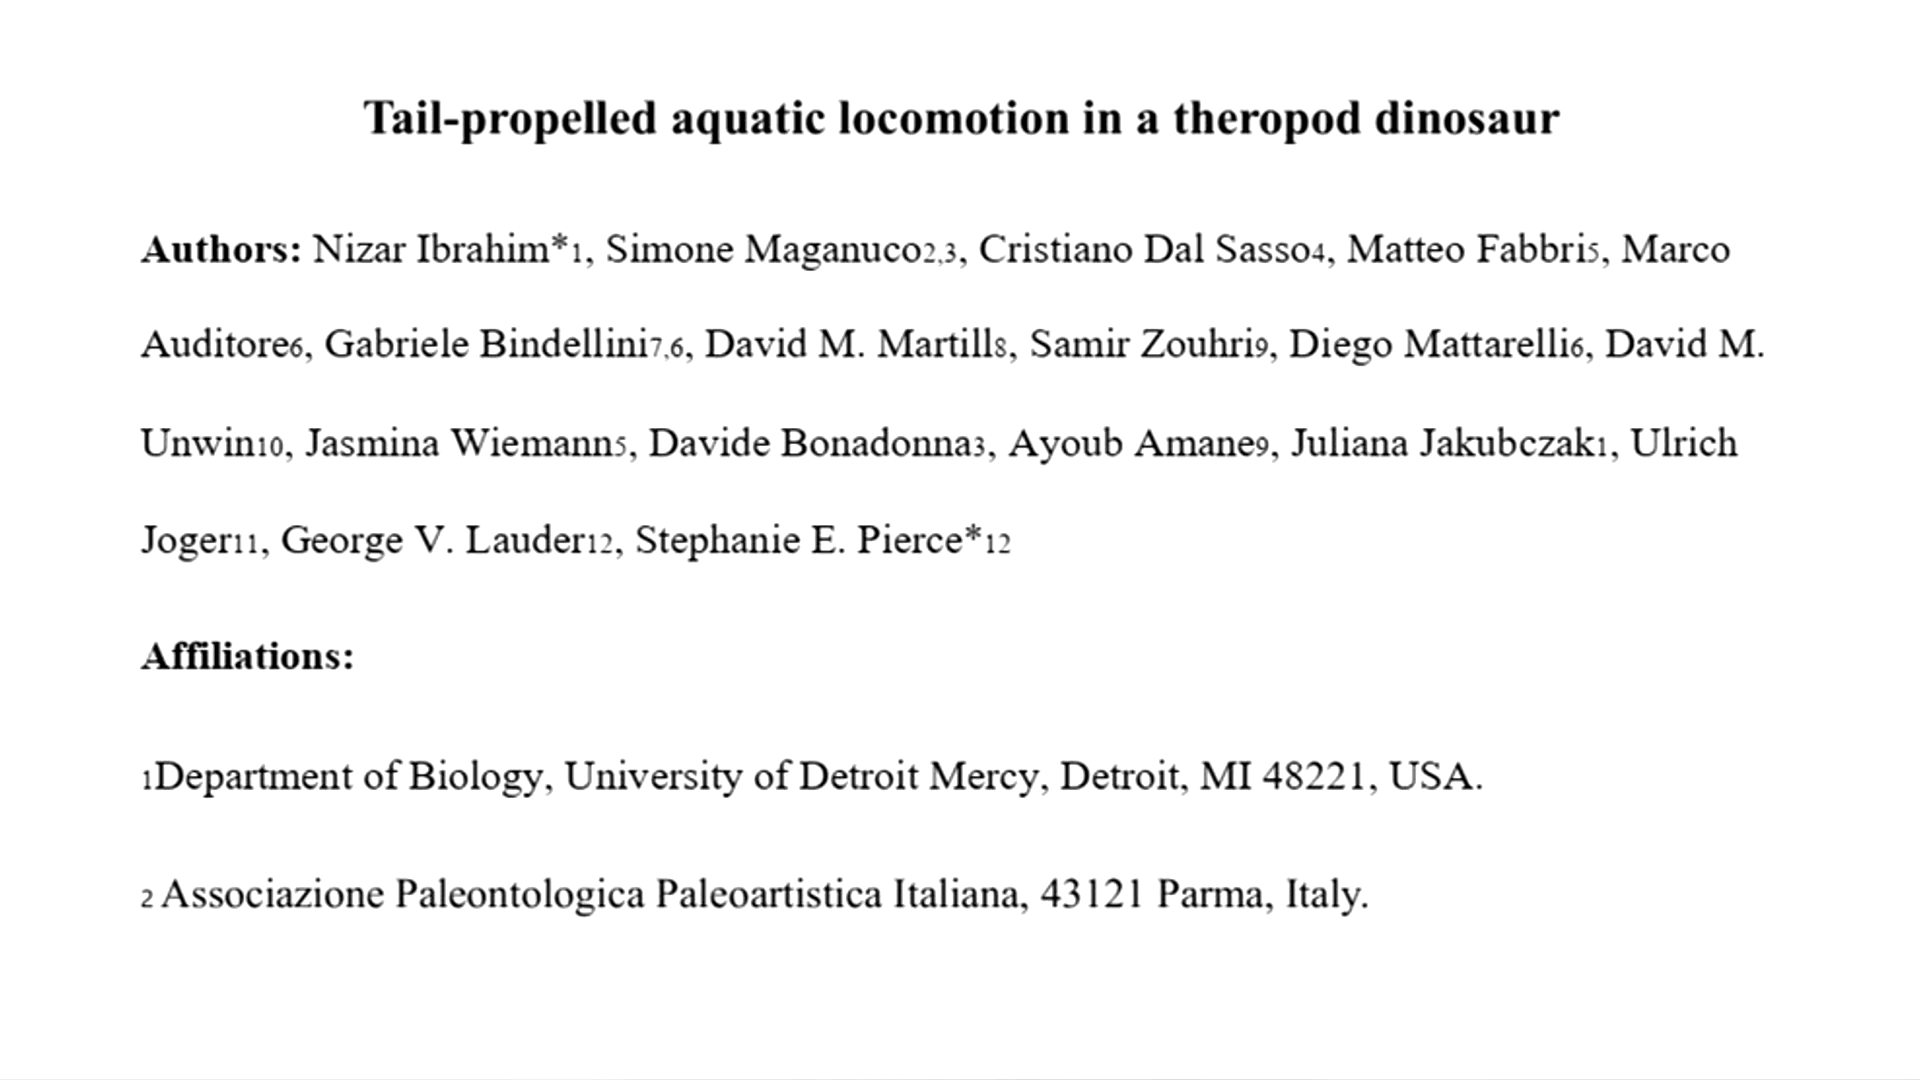 Tail-propelled aquatic locomotion in a theropod dinosaur
Authors: Nizar Ibrahim*1, Simone Maganuco2,3, Cristiano Dal Sasso4, Matteo Fabbri5, Marco
Auditore6, Gabriele Bindellini7,6, David M. Martill8, Samir Zouhri9, Diego Mattarelli6, David M.
Unwin10, Jasmina Wiemann5, Davide Bonadonna3, Ayoub Amane9, Juliana Jakubczak1, Ulrich
Joger11, George V. Lauder12, Stephanie E. Pierce*12
Affiliations:
1Department of Biology, University of Detroit Mercy, Detroit, MI 48221, USA.
2 Associazione Paleontologica Paleoartistica Italiana, 43121 Parma, Italy.